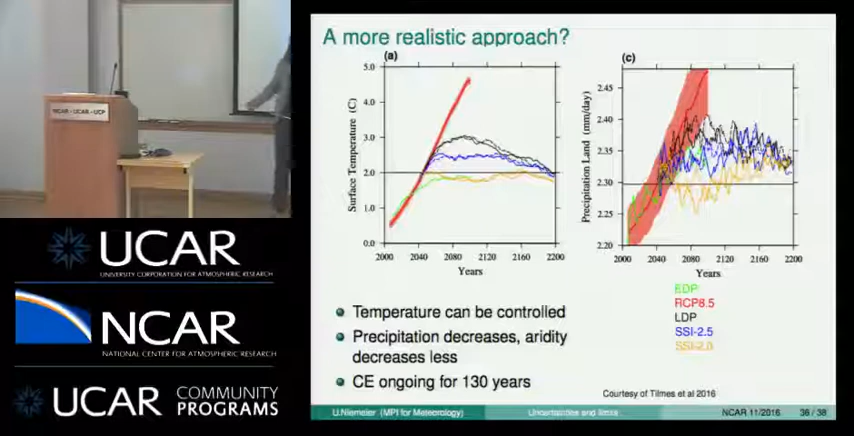 NCAR - UCAR - UCP
UCAR
UNIVERSITY CORPORATION FOR ATMOSPHERIC RESEARCH
NCAR
NATIONAL CENTER FOR ATMOSPHERIC RESEARCH
UCAR COMMUNITY
PROGRAMS
A more realistic approach?
(a)
5.0
4.0
3.0
2.0
1.0
0.0
Surface Temperature (C)
2000 2040 2080 2120 2160 2200
Years
(c)
2.45
2.40
2.35
2.30
2.25
2.20
Precipitation Land (mm/day)
2000 2040 2080 2120 2160 2200
Years
EDP
RCP8.5
LDP
SSI-2.5
SSI-2.0
Temperature can be controlled
Precipitation decreases, aridity
decreases less
CE ongoing for 130 years
Courtesy of Tilmes et al 2016
U.Niemeier (MPI for Meteorology) Uncertainties and limits NCAR 11/2016 36 / 38